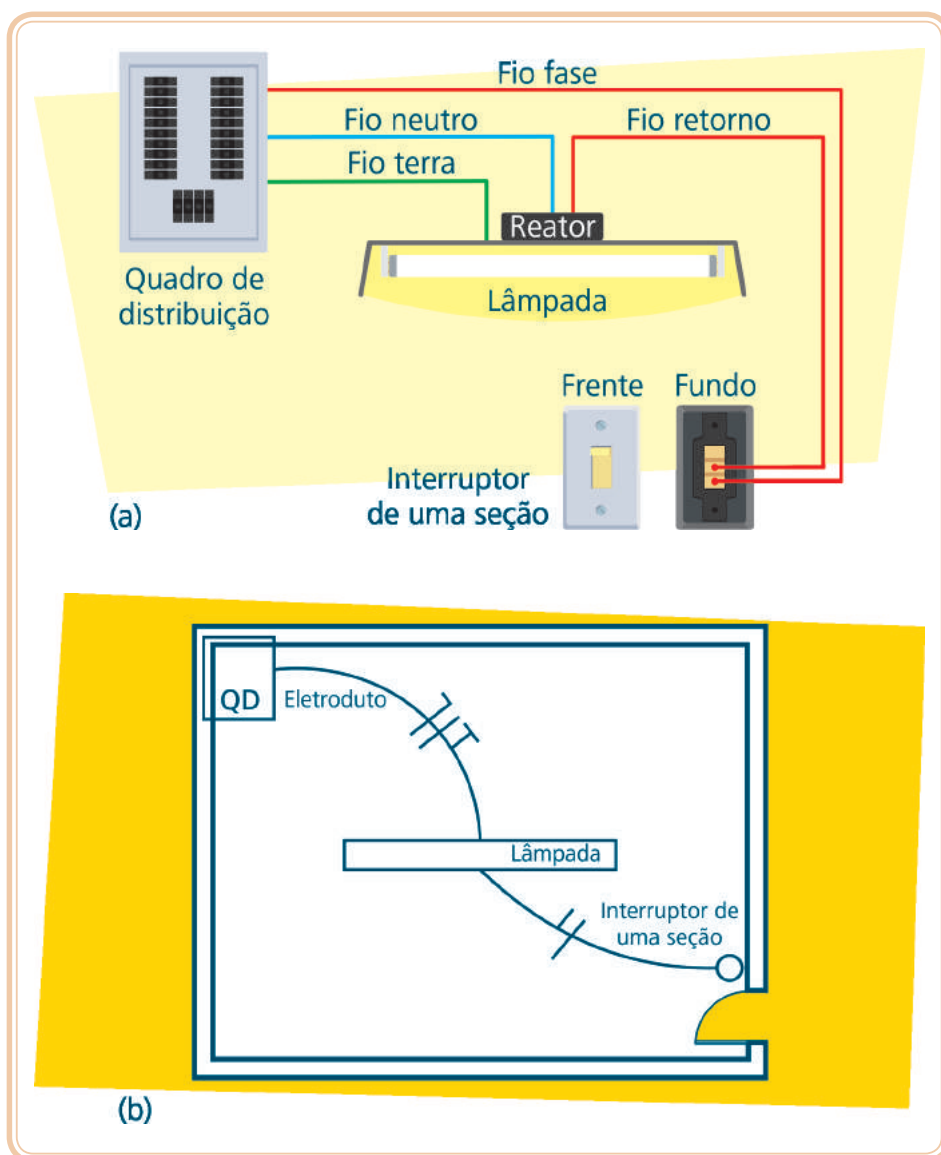 Fio fase
Fio neutro
Fio retorno
Fio terra
Reator
Quadro de
distribuição
Lâmpada
Frente
Fundo
Interruptor
de uma seção
(a)
QD
Eletroduto
Lâmpada
Interruptor de
uma seção
(b)